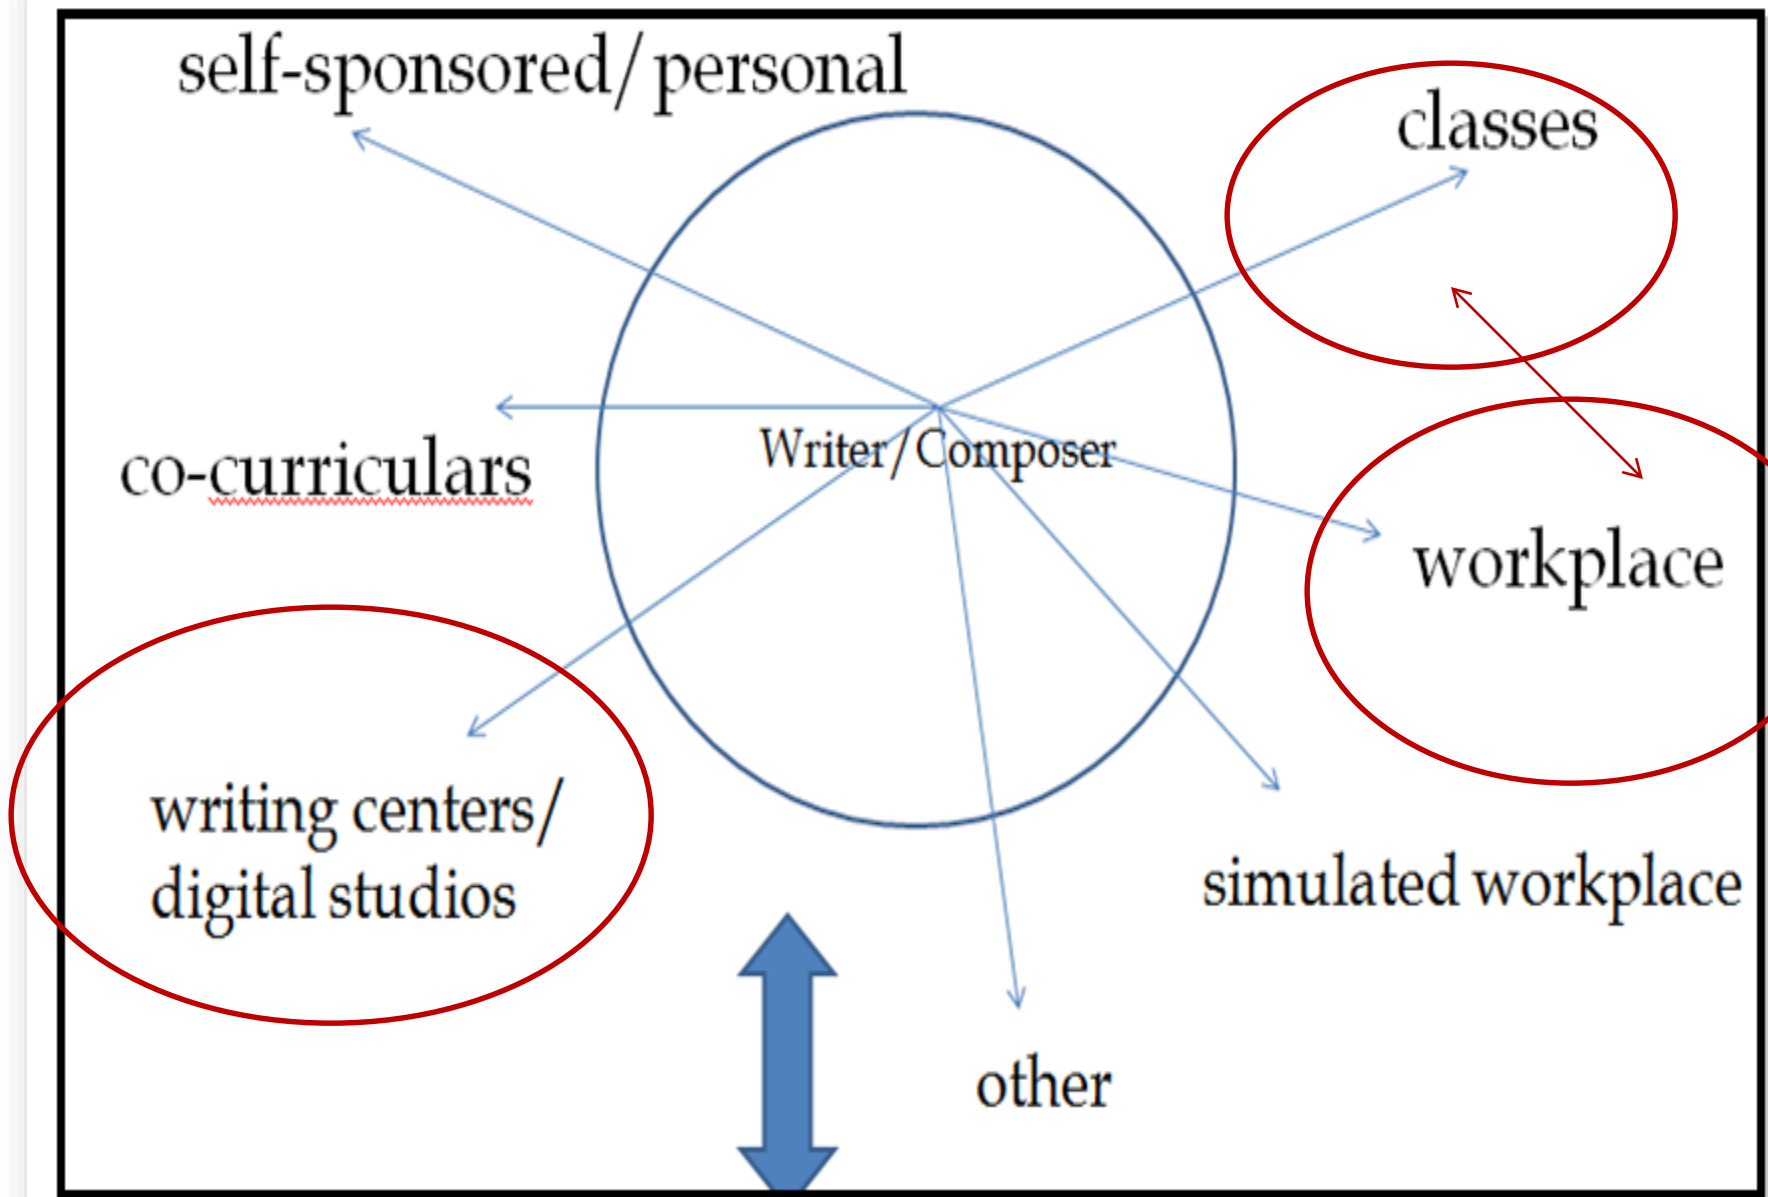 self-sponsored/personal
classes
Writer/Composer
co-curriculars
workplace
writing centers/
digital studios
simulated workplace
other